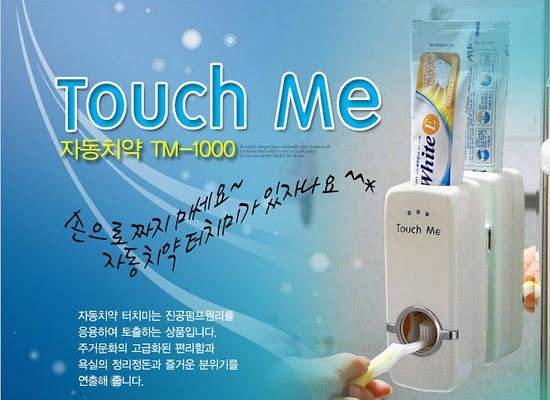 Touch Me
자동치약 TM-1000
손으로 짜지 마세요~
자동치약 터치미가 있잖아요 ^^*
White E
Touch Me
자동치약 터치미는 진공펌프원리를
응용하여 토출하는 상품입니다.
주거문화의 고급화된 편리함과
욕실의 정리정돈과 즐거운 분위기를
연출해 줍니다.